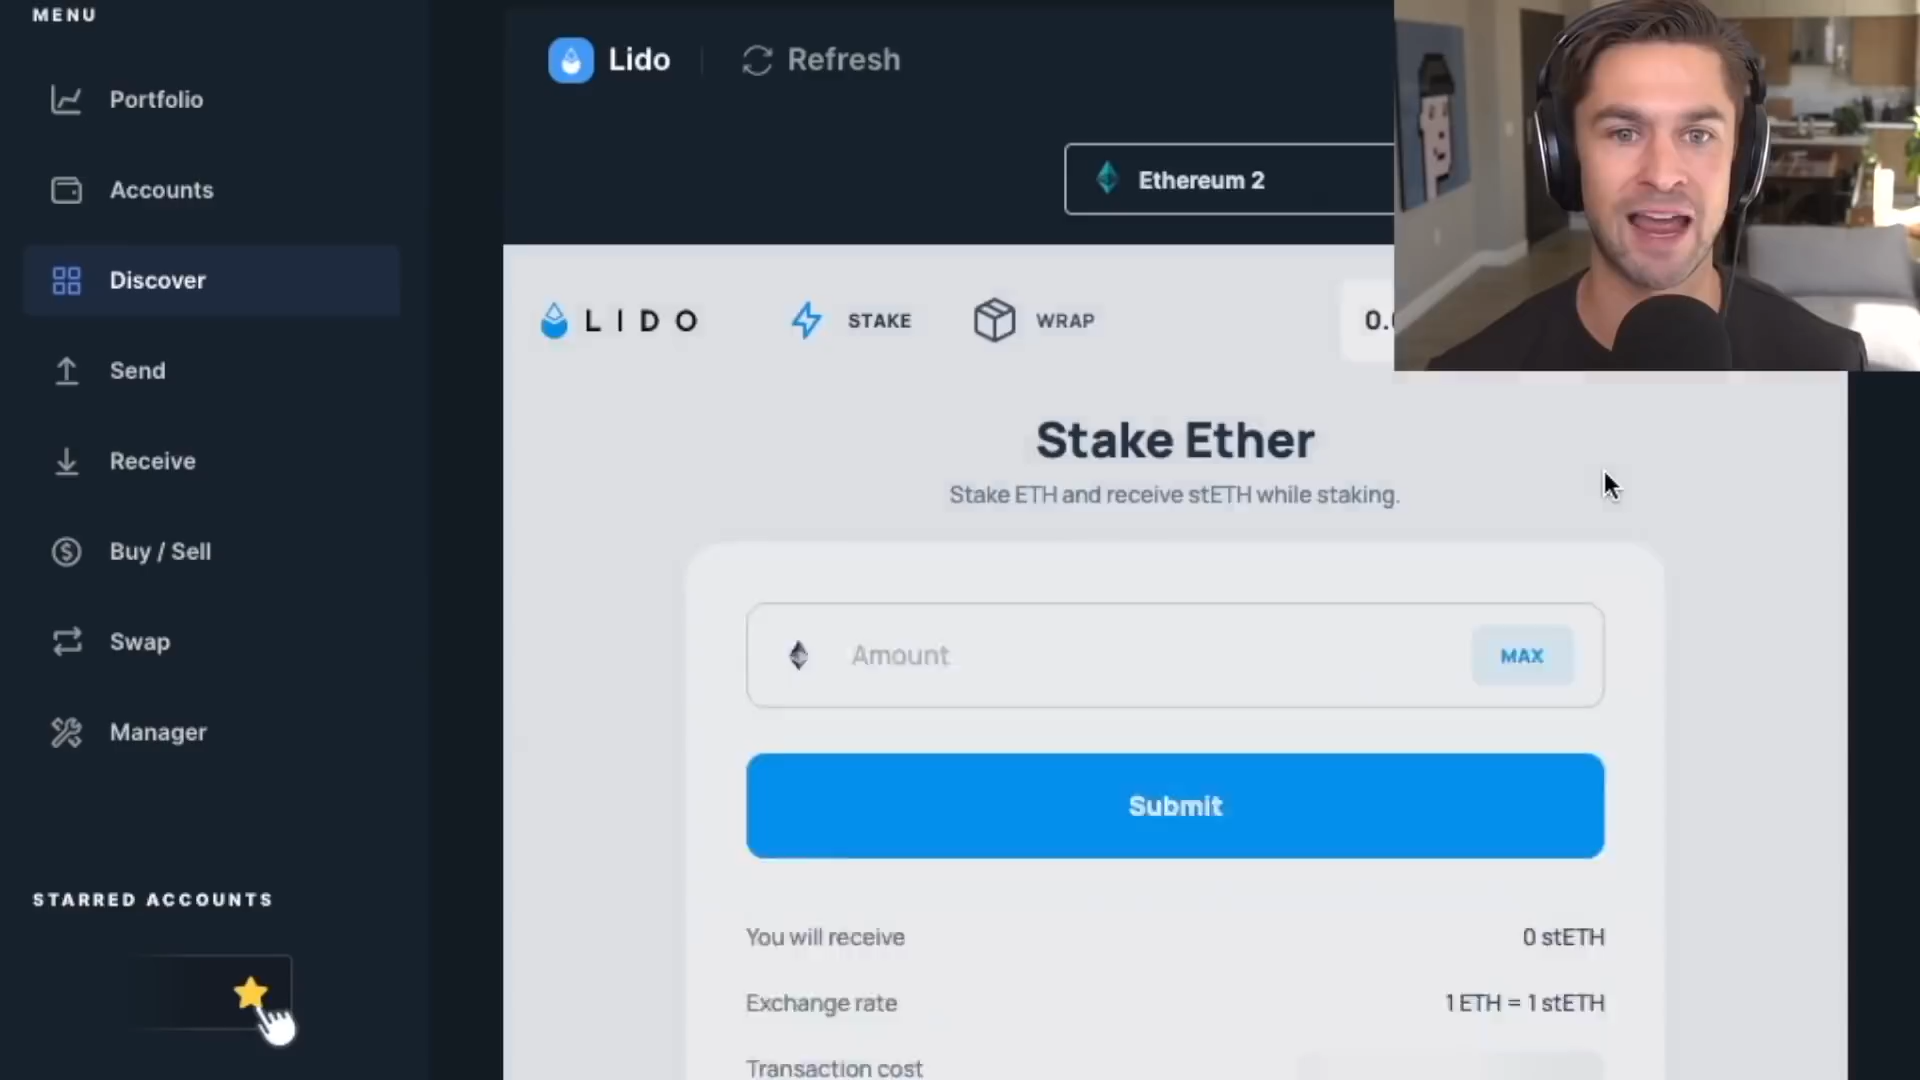 MENU
Portfolio
Accounts
Discover
Send
Receive
Buy / Sell
Swap
Manager
STARRED ACCOUNTS
Lido
Refresh
Ethereum 2
LIDO
STAKE
WRAP
0.
Stake Ether
Stake ETH and receive stETH while staking.
Amount
MAX
Submit
You will receive
0 stETH
Exchange rate
1 ETH = 1 stETH
Transaction cost